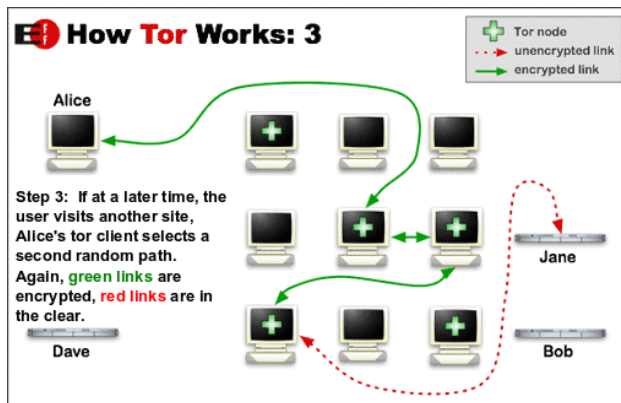 EFF How Tor Works: 3
Tor node
unencrypted link
encrypted link
Alice
Step 3: If at a later time, the
user visits another site,
Alice's tor client selects a
second random path.
Again, green links are
encrypted, red links are in
the clear.
Jane
Dave
Bob